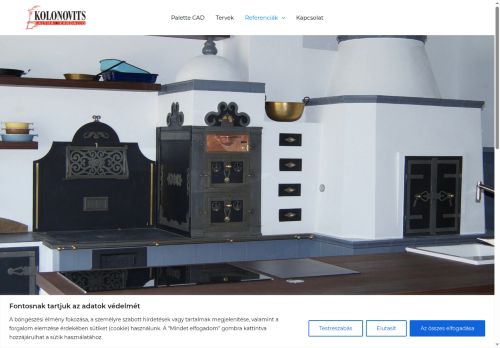 KOLONOVITS
Palette CAD Tervek Referenciák Kapcsolat
Fontosnak tartjuk az adatok védelmét
A böngészési élmény fokozása, a személyre szabott hirdetések vagy tartalmak megjelenítése, valamint a
forgalom elemzése érdekében sütiket (cookie) használunk. A "Mindet elfogadom" gombra kattintva
hozzájárulhat a sütik használatához.
Testreszabás Elutasít Az összes elfogadása